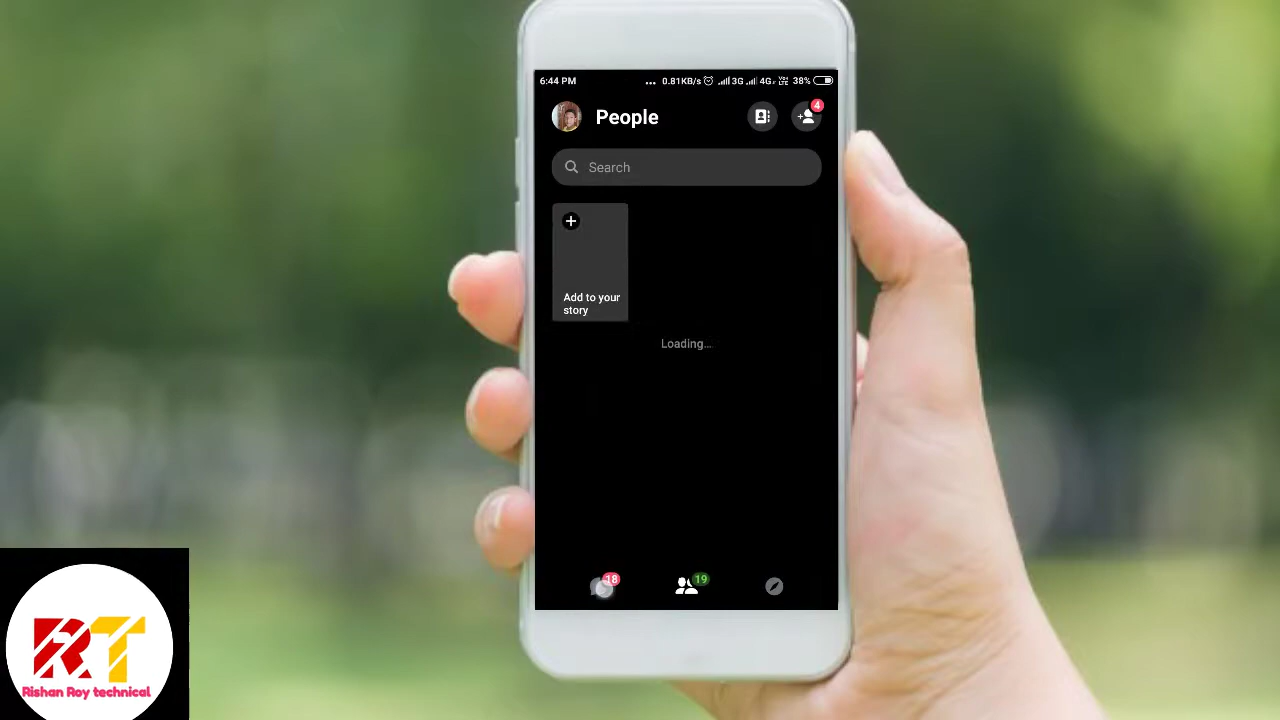 6:44 PM ... 0.81KB/s 3G 4G 38%
People
4
Search
Add to your
story
Loading...
18
19
RT
Rishan Roy technical